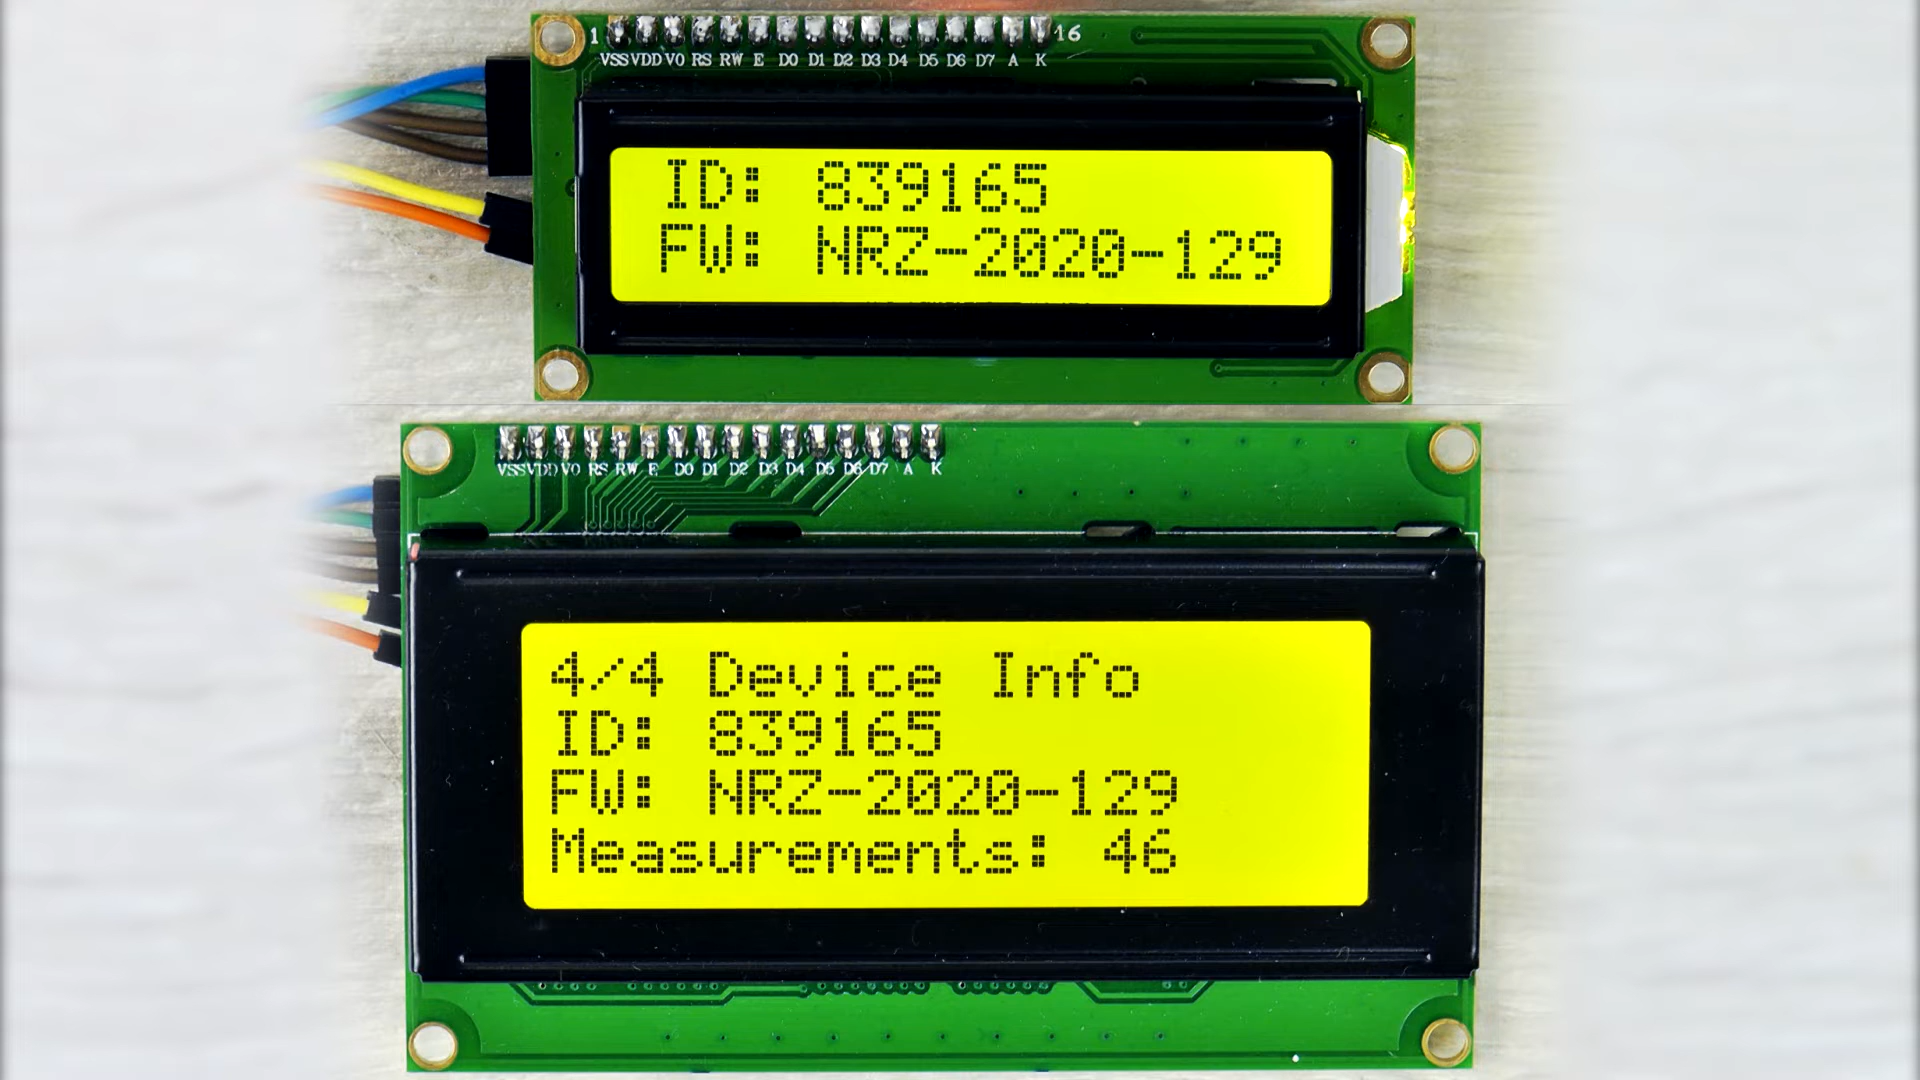 1 16
VSS VDD V0 RS RW E D0 D1 D2 D3 D4 D5 D6 D7 A K
ID: 839165
FW: NRZ-2020-129
VSS VDD V0 RS RW E D0 D1 D2 D3 D4 D5 D6 D7 A K
4/4 Device Info
ID: 839165
FW: NRZ-2020-129
Measurements: 46